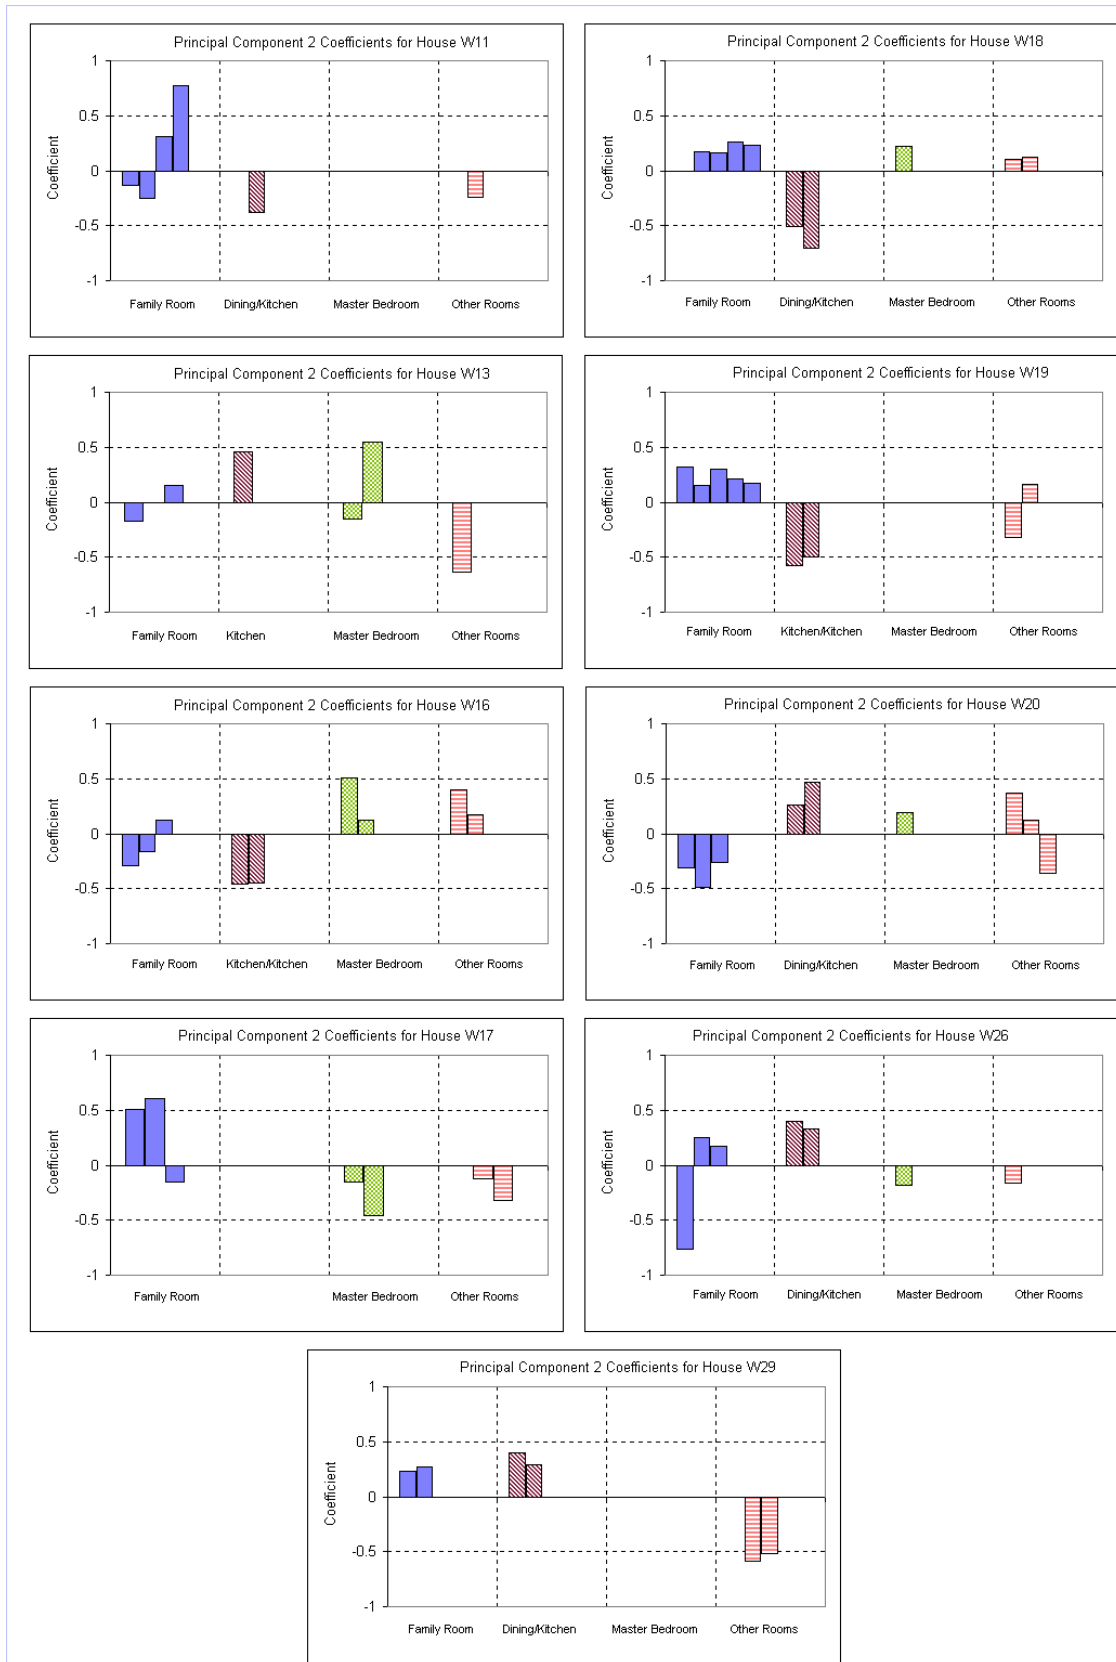 Principal Component 2 Coefficients for House W11
1
0.5
0
-0.5
-1
Coefficient
Family Room Dining/Kitchen Master Bedroom Other Rooms
Principal Component 2 Coefficients for House W18
1
0.5
0
-0.5
-1
Coefficient
Family Room Dining/Kitchen Master Bedroom Other Rooms
Principal Component 2 Coefficients for House W13
1
0.5
0
-0.5
-1
Coefficient
Family Room Kitchen Master Bedroom Other Rooms
Principal Component 2 Coefficients for House W19
1
0.5
0
-0.5
-1
Coefficient
Family Room Kitchen/Kitchen Master Bedroom Other Rooms
Principal Component 2 Coefficients for House W16
1
0.5
0
-0.5
-1
Coefficient
Family Room Kitchen/Kitchen Master Bedroom Other Rooms
Principal Component 2 Coefficients for House W20
1
0.5
0
-0.5
-1
Coefficient
Family Room Dining/Kitchen Master Bedroom Other Rooms
Principal Component 2 Coefficients for House W17
1
0.5
0
-0.5
-1
Coefficient
Family Room Master Bedroom Other Rooms
Principal Component 2 Coefficients for House W26
1
0.5
0
-0.5
-1
Coefficient
Family Room Dining/Kitchen Master Bedroom Other Rooms
Principal Component 2 Coefficients for House W29
1
0.5
0
-0.5
-1
Coefficient
Family Room Dining/Kitchen Master Bedroom Other Rooms